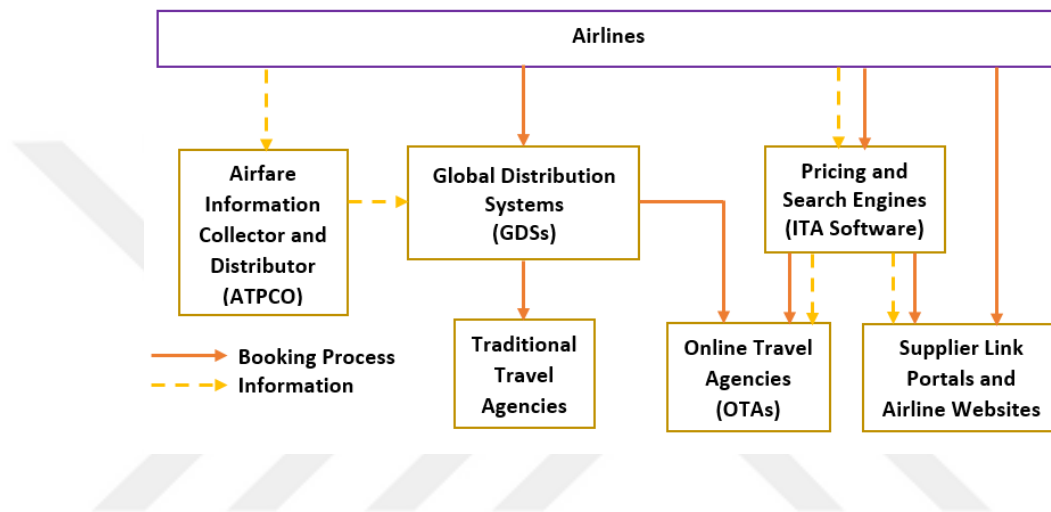 Airlines
Airfare
Information
Collector and
Distributor
(ATPCO)
Global Distribution
Systems
(GDSs)
Pricing and
Search Engines
(ITA Software)
Traditional
Travel
Agencies
Online Travel
Agencies
(OTAs)
Supplier Link
Portals and
Airline Websites
Booking Process
Information